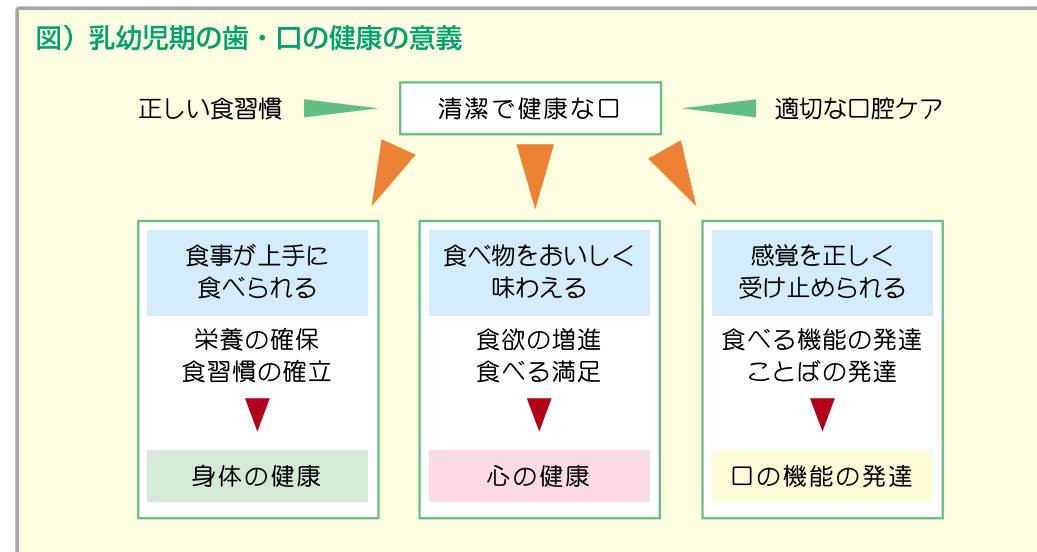 図）乳幼児期の歯・口の健康の意義
正しい食習慣
清潔で健康な口
適切な口腔ケア
食事が上手に
食べられる
栄養の確保
食習慣の確立
身体の健康
食べ物をおいしく
味わえる
食欲の増進
食べる満足
心の健康
感覚を正しく
受け止められる
食べる機能の発達
ことばの発達
口の機能の発達